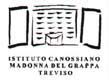 ISTITUTO CANOSSIANO
MADONNA DEL GRAPPA
TREVISO